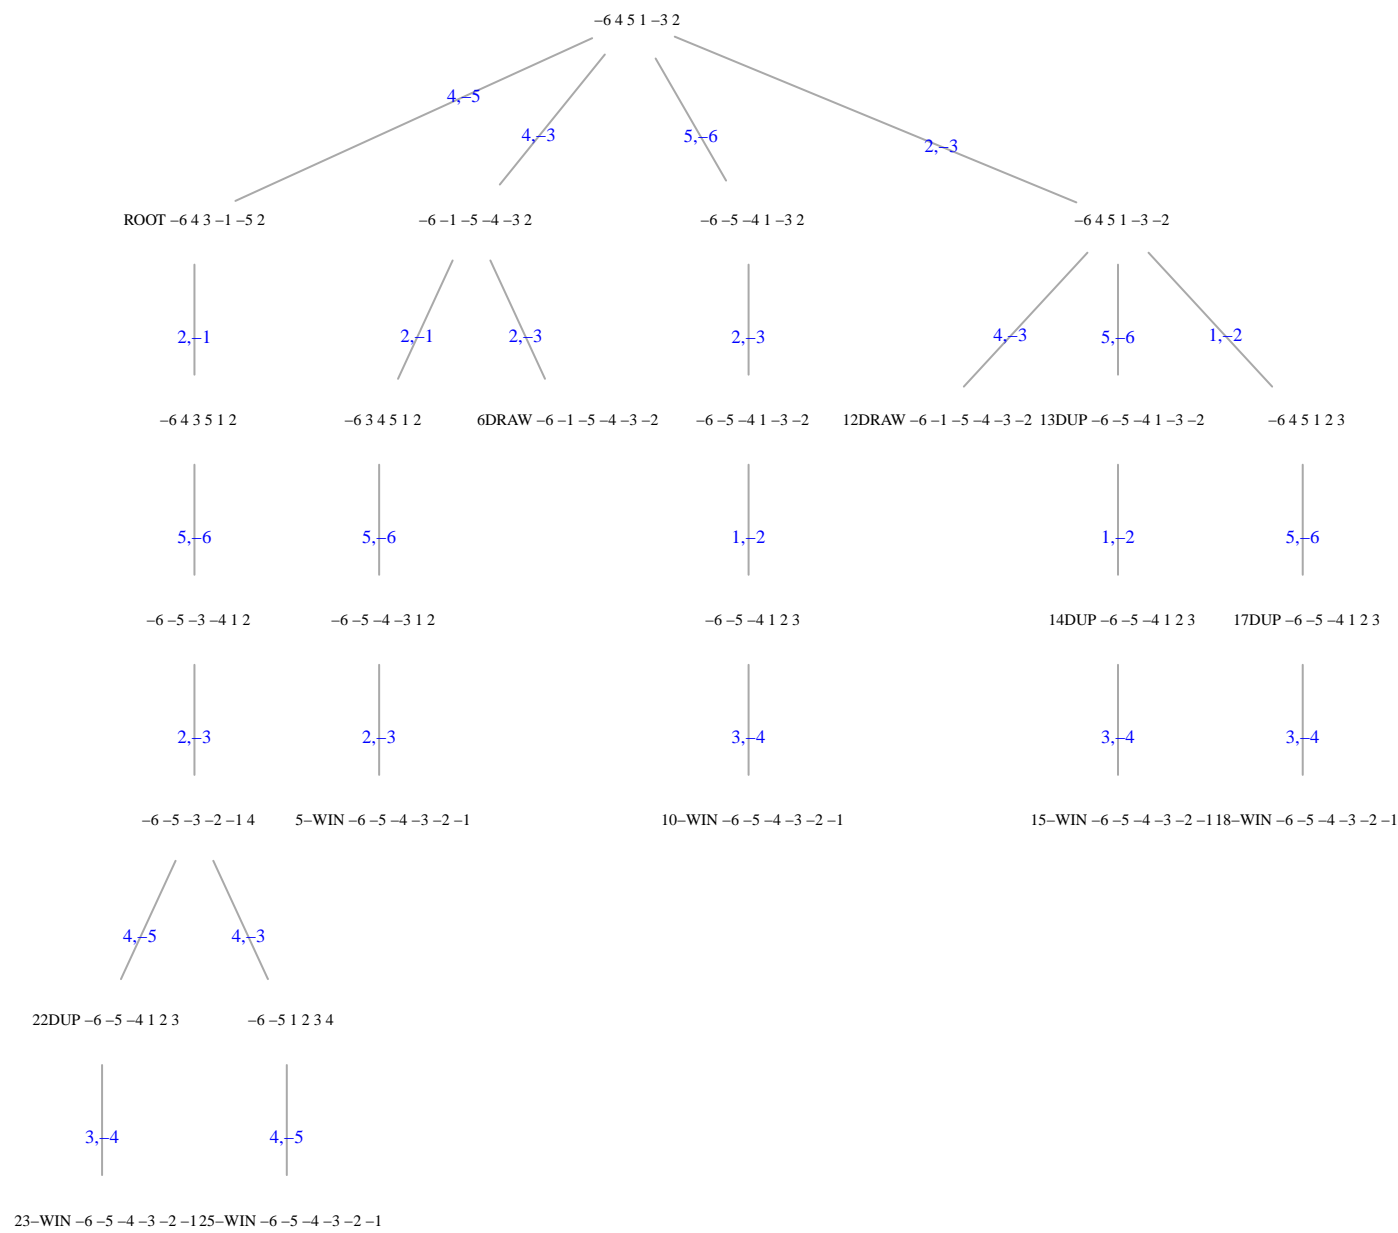 −6 4 5 1 −3 2
4,−5
4,−3
5,−6
2,−3
ROOT −6 4 3 −1 −5 2
−6 −1 −5 −4 −3 2
−6 −5 −4 1 −3 2
−6 4 5 1 −3 −2
2,−1
2,−1
2,−3
2,−3
4,−3
5,−6
1,−2
−6 4 3 5 1 2
−6 3 4 5 1 2
6DRAW −6 −1 −5 −4 −3 −2
−6 −5 −4 1 −3 −2
12DRAW −6 −1 −5 −4 −3 −2
13DUP −6 −5 −4 1 −3 −2
−6 4 5 1 2 3
5,−6
5,−6
1,−2
1,−2
5,−6
−6 −5 −3 −4 1 2
−6 −5 −4 −3 1 2
−6 −5 −4 1 2 3
14DUP −6 −5 −4 1 2 3
17DUP −6 −5 −4 1 2 3
2,−3
2,−3
3,−4
3,−4
3,−4
−6 −5 −3 −2 −1 4
5−WIN −6 −5 −4 −3 −2 −1
10−WIN −6 −5 −4 −3 −2 −1
15−WIN −6 −5 −4 −3 −2 −1
18−WIN −6 −5 −4 −3 −2 −1
4,−5
4,−3
22DUP −6 −5 −4 1 2 3
−6 −5 1 2 3 4
3,−4
4,−5
23−WIN −6 −5 −4 −3 −2 −1
25−WIN −6 −5 −4 −3 −2 −1